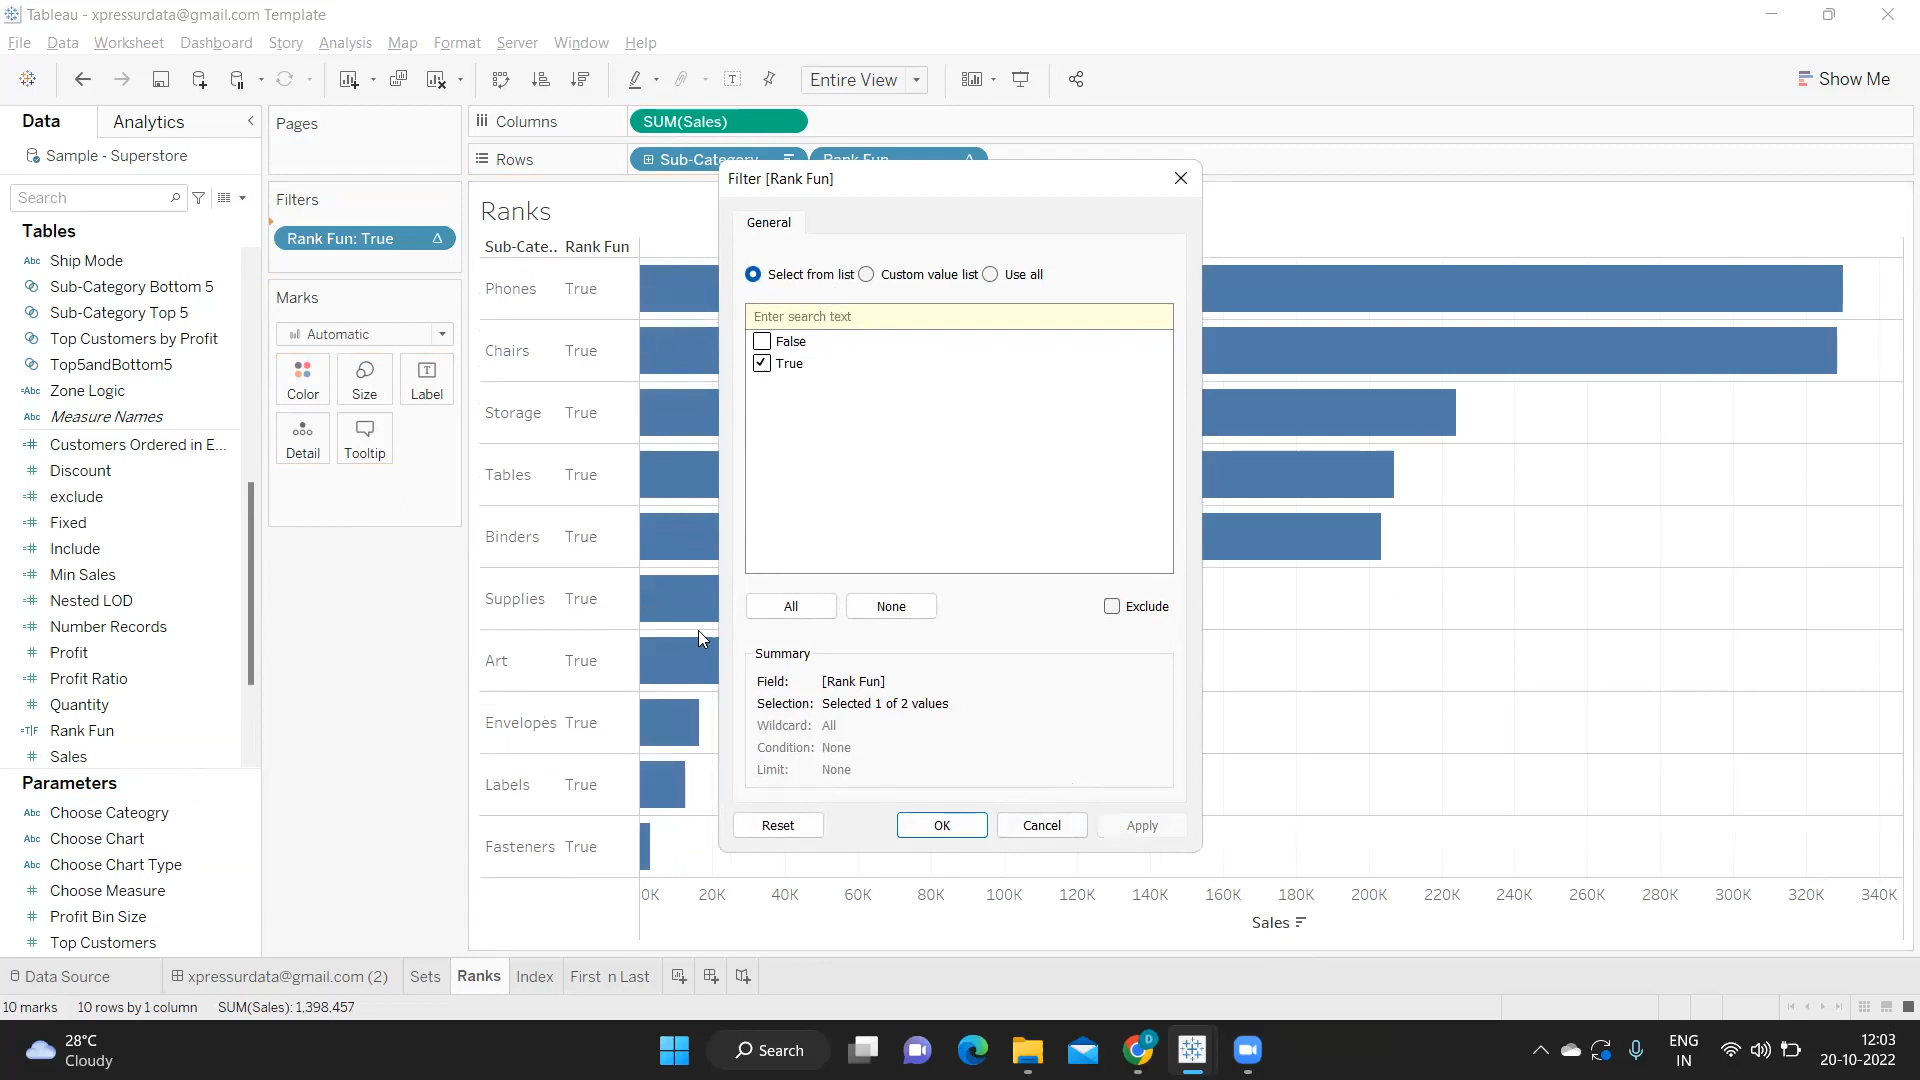 Tableau - xpressurdata@gmail.com Template
File Data Worksheet Dashboard Story Analysis Map Format Server Window Help
Entire View
Show Me
Data Analytics
Sample - Superstore
Search
Tables
Ship Mode
Sub-Category Bottom 5
Sub-Category Top 5
Top Customers by Profit
Top5andBottom5
Zone Logic
Measure Names
Customers Ordered in E...
Discount
exclude
Fixed
Include
Min Sales
Nested LOD
Number Records
Profit
Profit Ratio
Quantity
Rank Fun
Sales
Parameters
Choose Cateogry
Choose Chart
Choose Chart Type
Choose Measure
Profit Bin Size
Top Customers
Pages
Filters
Rank Fun: True
Marks
Automatic
Color Size Label
Detail Tooltip
Columns SUM(Sales)
Rows Sub-Category Rank Fun
Ranks
Sub-Cate.. Rank Fun
Phones True
Chairs True
Storage True
Tables True
Binders True
Supplies True
Art True
Envelopes True
Labels True
Fasteners True
0K 20K 40K 60K 80K 100K 120K 140K 160K 180K 200K 220K 240K 260K 280K 300K 320K 340K
Sales
Filter [Rank Fun]
General
Select from list Custom value list Use all
Enter search text
False
True
All None Exclude
Summary
Field: [Rank Fun]
Selection: Selected 1 of 2 values
Wildcard: All
Condition: None
Limit: None
Reset OK Cancel Apply
Data Source xpressurdata@gmail.com (2) Sets Ranks Index First n Last
10 marks 10 rows by 1 column SUM(Sales): 1,398,457
28°C
Cloudy
Search
D
ENG
IN
12:03
20-10-2022